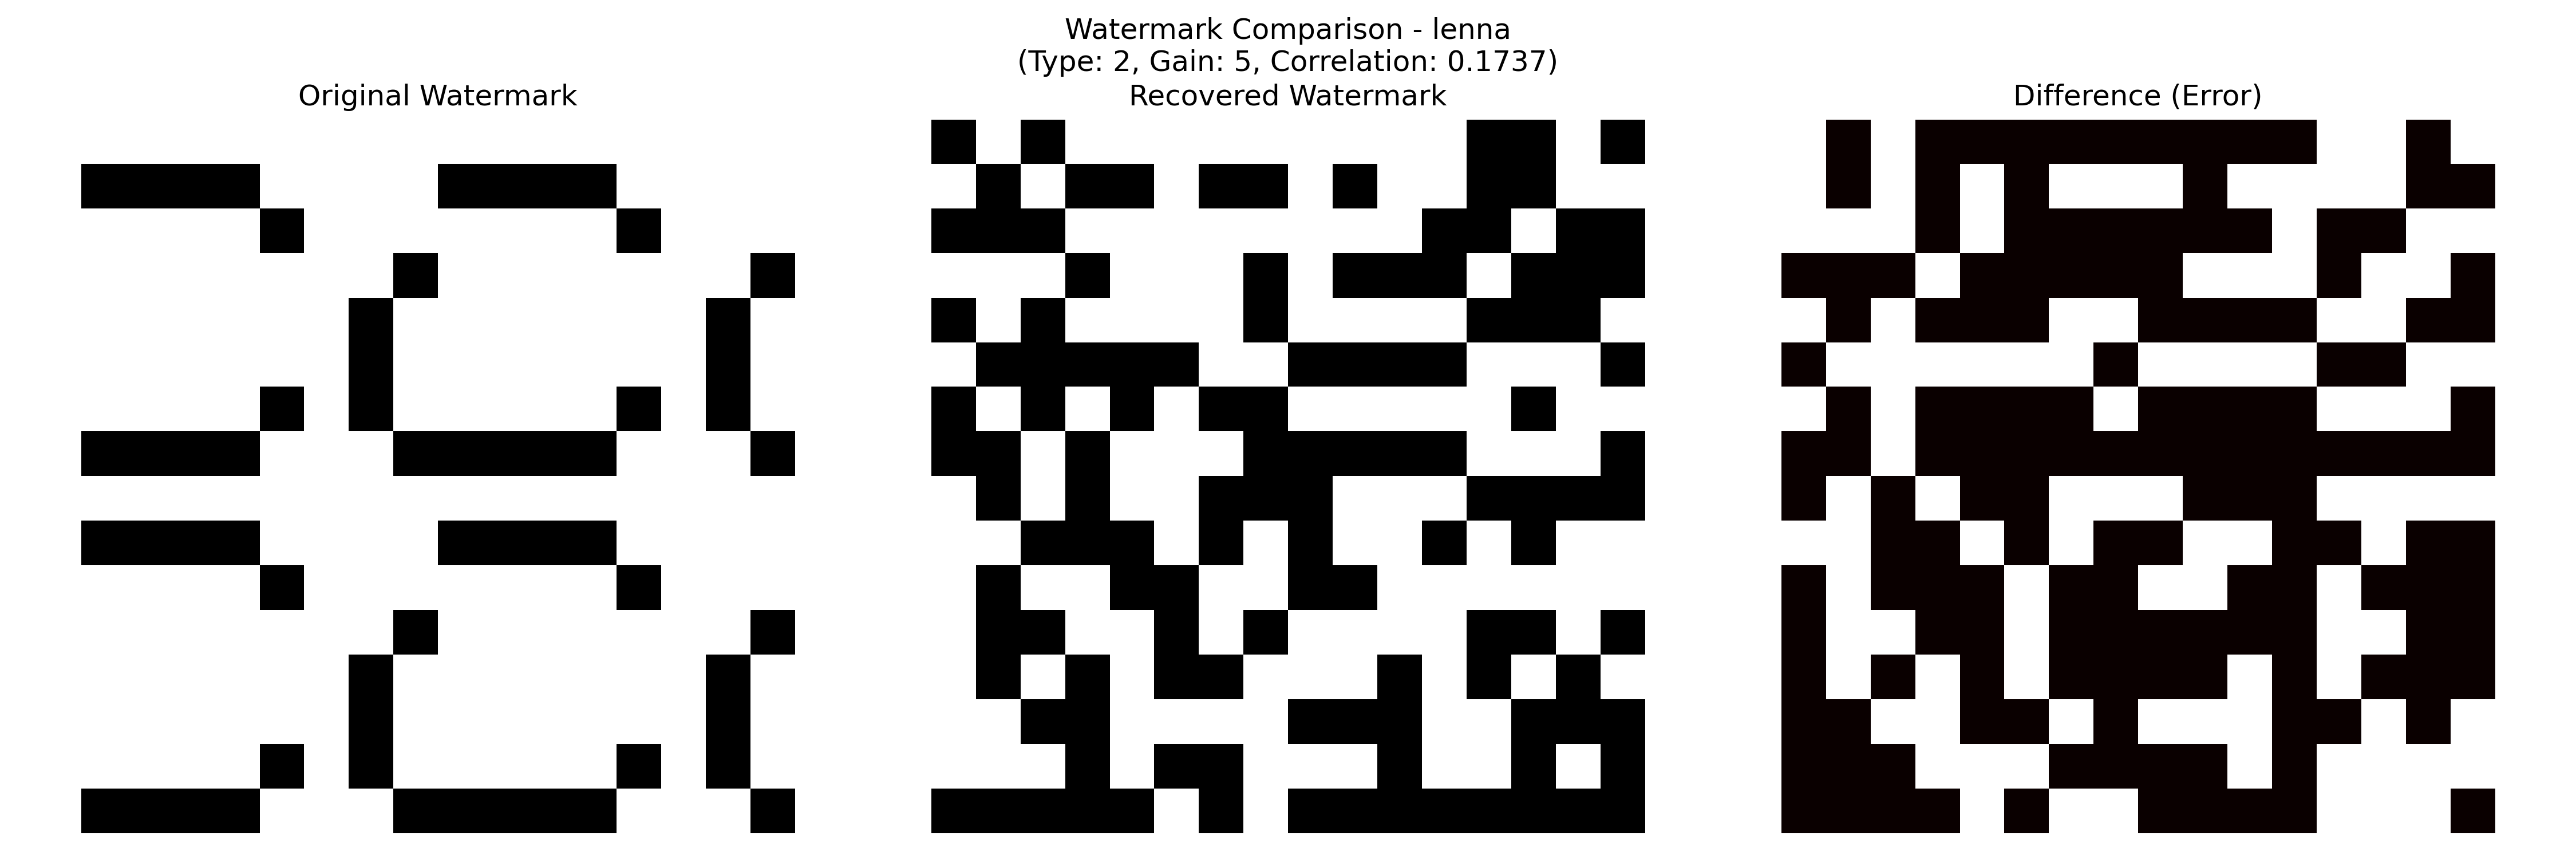 Watermark Comparison - lenna
(Type: 2, Gain: 5, Correlation: 0.1737)
Original Watermark
Recovered Watermark
Difference (Error)